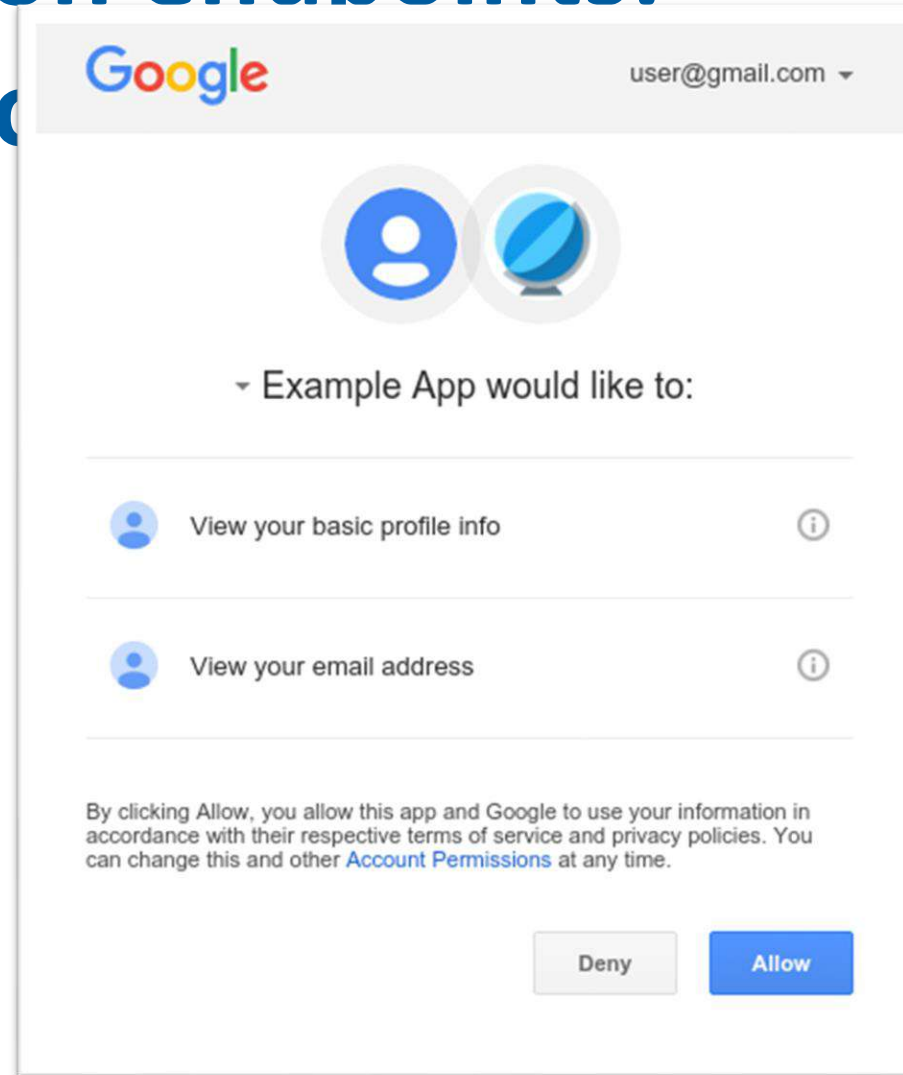 endpoints.
Google
user@gmail.com
Example App would like to:
View your basic profile info
View your email address
By clicking Allow, you allow this app and Google to use your information in
accordance with their respective terms of service and privacy policies. You
can change this and other Account Permissions at any time.
Deny
Allow